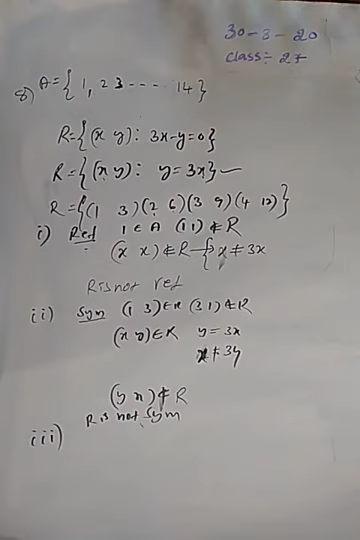 30-3-20
class:- 27
8) A={1, 2 3 ---- 14}
R={(x y): 3x-y=0}
R={(x y): y=3x}
R={(1 3)(2 6)(3 9)(4 12)}
i) Ref 1∈A (1 1)∉R
(x x)∉R {x≠3x
R is not ref
ii) Sym (1 3)∈R (3 1)∉R
(x y)∈R y=3x
x≠3y
(y x)∉R
R is not sym
iii)